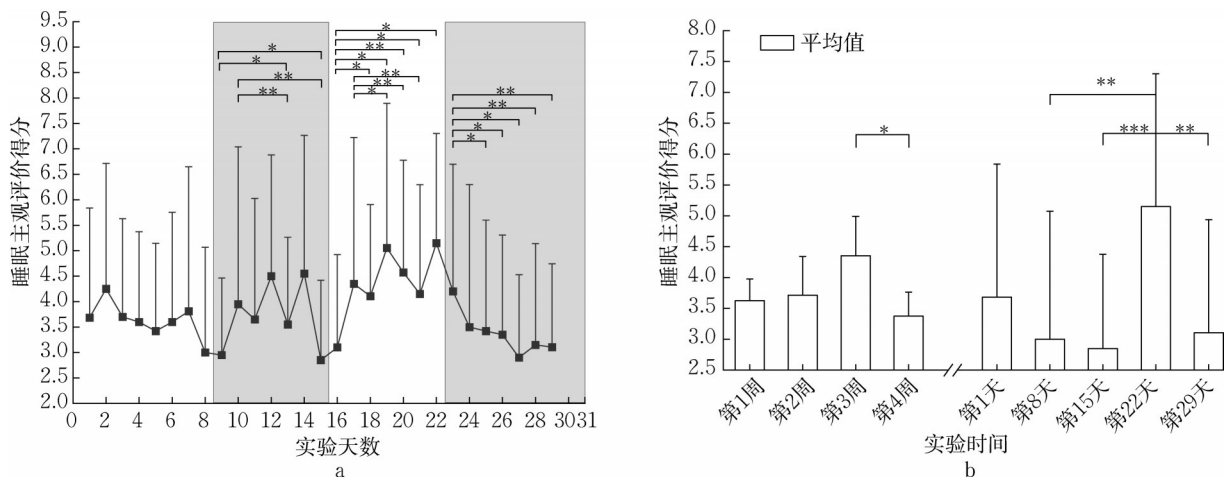 9.5
9.0
8.5
8.0
7.5
7.0
6.5
6.0
5.5
5.0
4.5
4.0
3.5
3.0
2.5
2.0
睡眠主观评价得分
* * ** **
* * ** * * ** ** *
** ** * * *
0 2 4 6 8 10 12 14 16 18 20 22 24 26 28 30 31
实验天数
a
8.0
7.5
7.0
6.5
6.0
5.5
5.0
4.5
4.0
3.5
3.0
2.5
睡眠主观评价得分
平均值
**
* *** **
第1周 第2周 第3周 第4周 第1天 第8天 第15天 第22天 第29天
实验时间
b